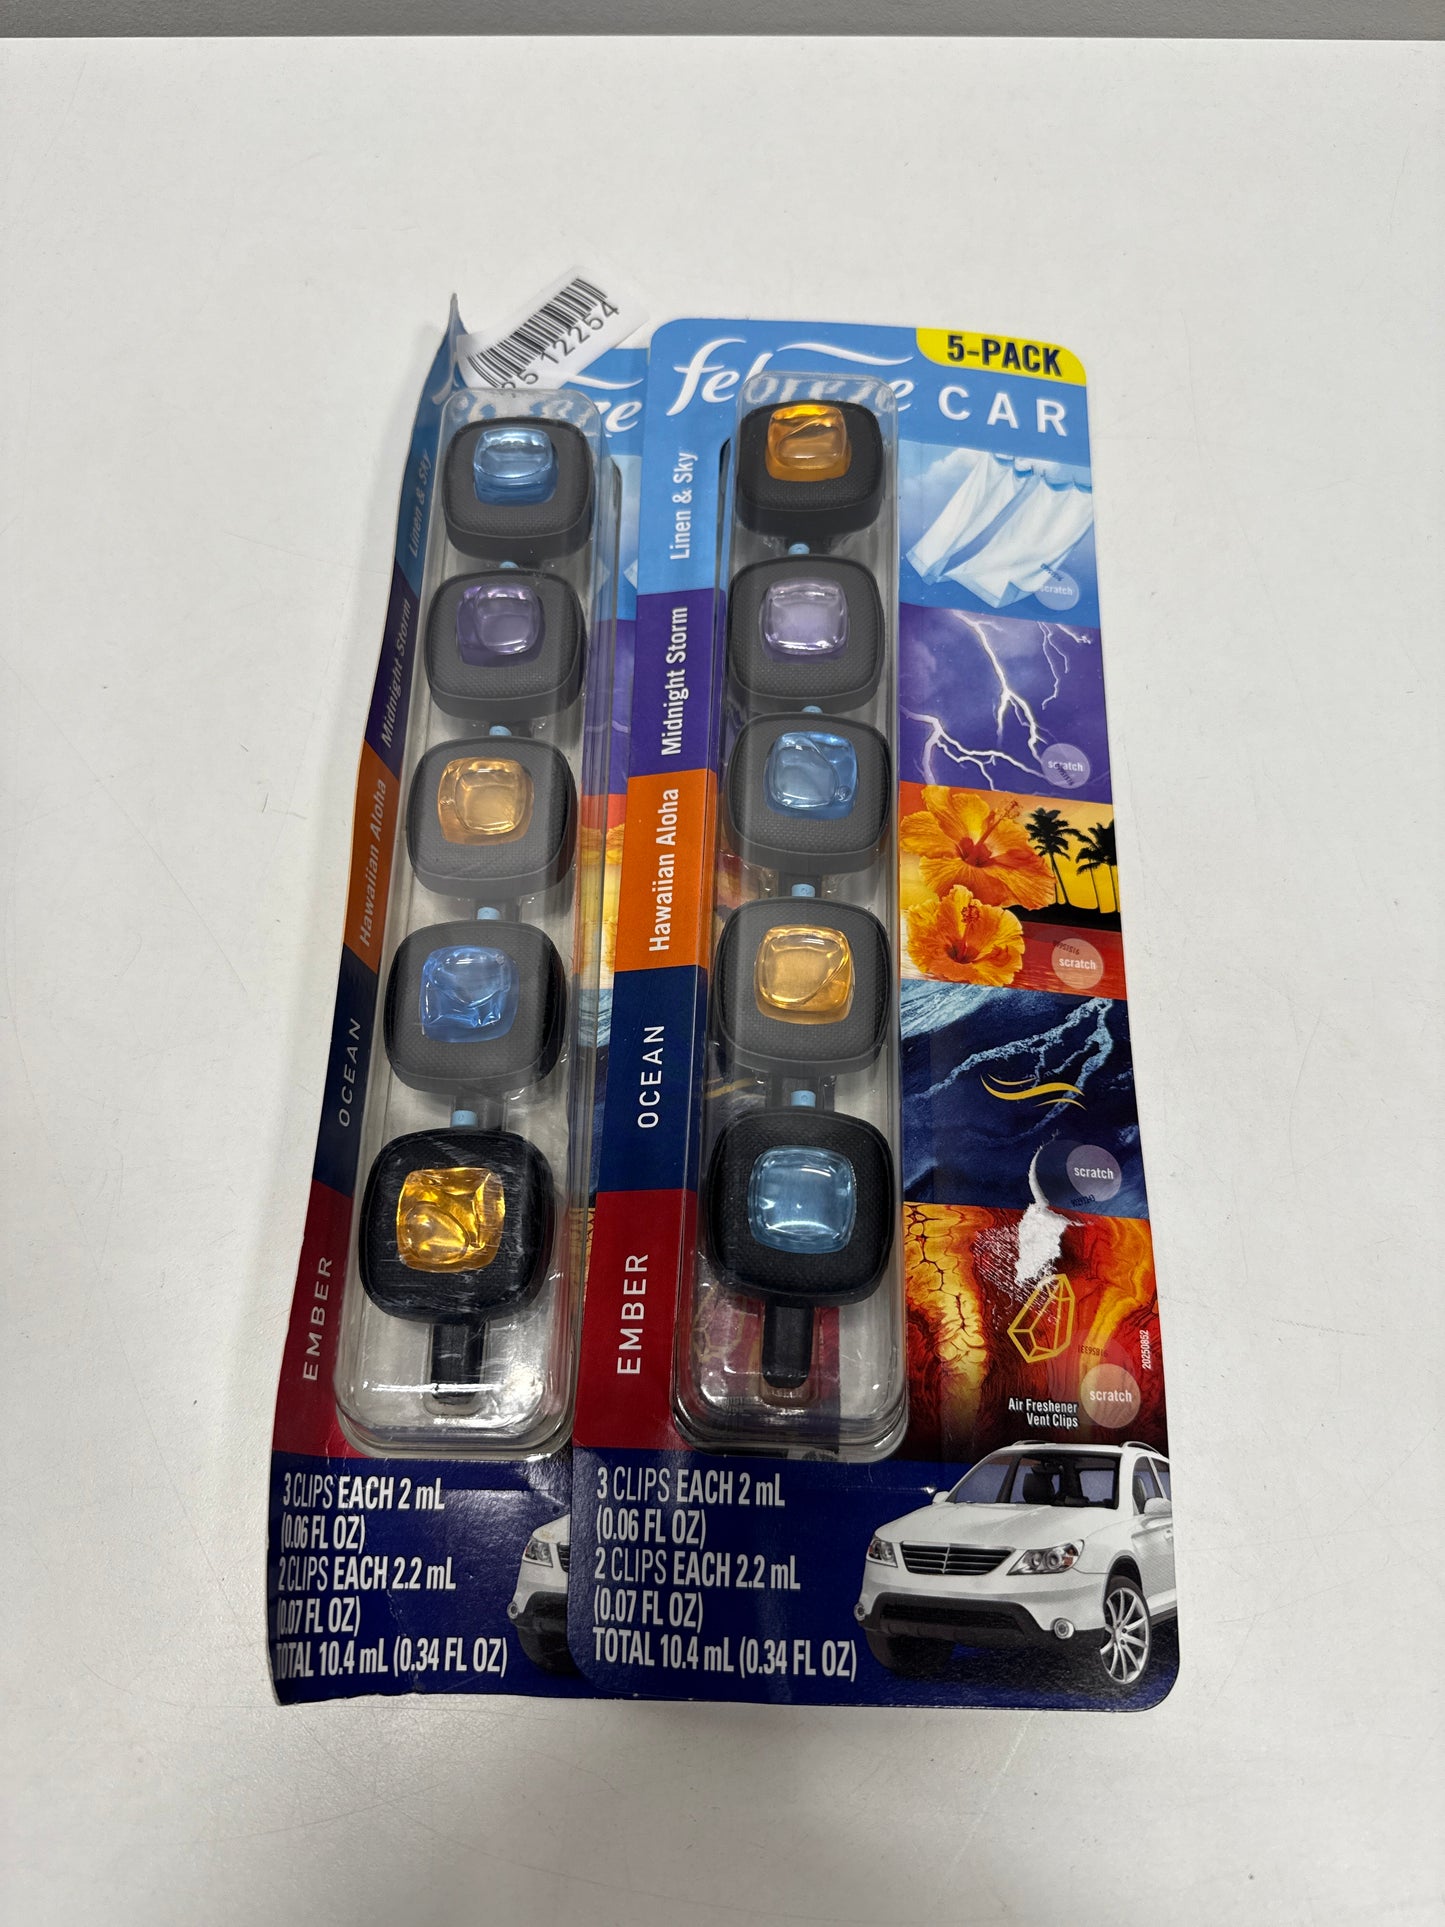 12254
febreze
Linen & Sky
Midnight Storm
Hawaiian Aloha
OCEAN
EMBER
3 CLIPS EACH 2 mL
(0.06 FL OZ)
2 CLIPS EACH 2.2 mL
(0.07 FL OZ)
TOTAL 10.4 mL (0.34 FL OZ)
5-PACK
febreze CAR
Linen & Sky
Midnight Storm
Hawaiian Aloha
OCEAN
EMBER
scratch
scratch
scratch
scratch
scratch
20250852
Air Freshener
Vent Clips
3 CLIPS EACH 2 mL
(0.06 FL OZ)
2 CLIPS EACH 2.2 mL
(0.07 FL OZ)
TOTAL 10.4 mL (0.34 FL OZ)